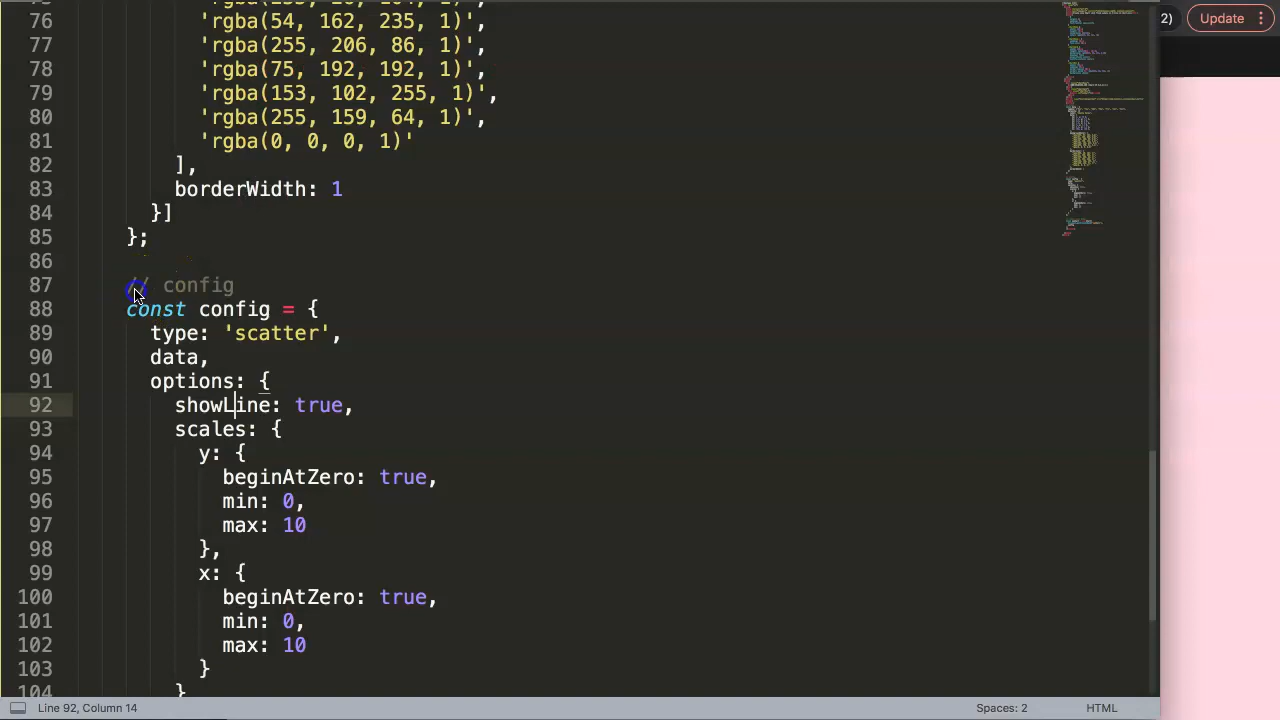 2) Update
76 'rgba(54, 162, 235, 1)',
77 'rgba(255, 206, 86, 1)',
78 'rgba(75, 192, 192, 1)',
79 'rgba(153, 102, 255, 1)',
80 'rgba(255, 159, 64, 1)',
81 'rgba(0, 0, 0, 1)'
82 ],
83 borderWidth: 1
84 }]
85 };
86
87 // config
88 const config = {
89 type: 'scatter',
90 data,
91 options: {
92 showLine: true,
93 scales: {
94 y: {
95 beginAtZero: true,
96 min: 0,
97 max: 10
98 },
99 x: {
100 beginAtZero: true,
101 min: 0,
102 max: 10
103 }
104 }
Line 92, Column 14 Spaces: 2 HTML